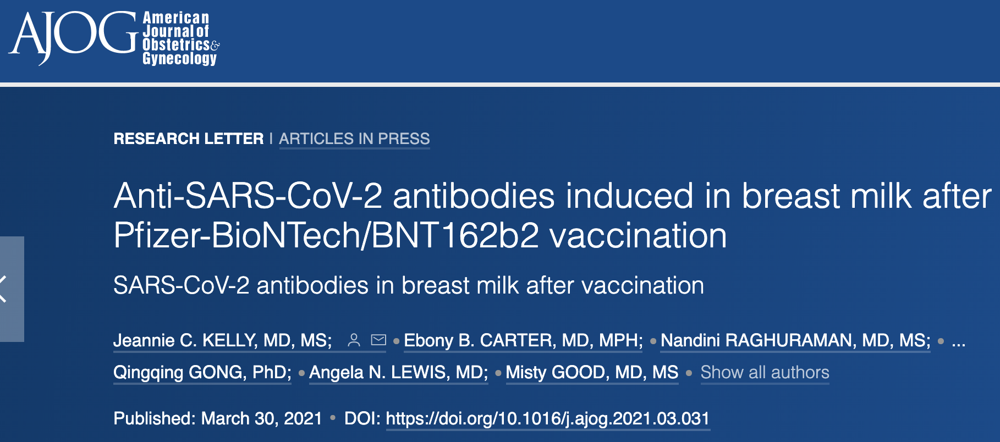 AJOG
American
Journal of
Obstetrics&
Gynecology
RESEARCH LETTER | ARTICLES IN PRESS
Anti-SARS-CoV-2 antibodies induced in breast milk after
Pfizer-BioNTech/BNT162b2 vaccination
SARS-CoV-2 antibodies in breast milk after vaccination
Jeannie C. KELLY, MD, MS; • Ebony B. CARTER, MD, MPH; • Nandini RAGHURAMAN, MD, MS; • ...
Qingqing GONG, PhD; • Angela N. LEWIS, MD; • Misty GOOD, MD, MS • Show all authors
Published: March 30, 2021 • DOI: https://doi.org/10.1016/j.ajog.2021.03.031